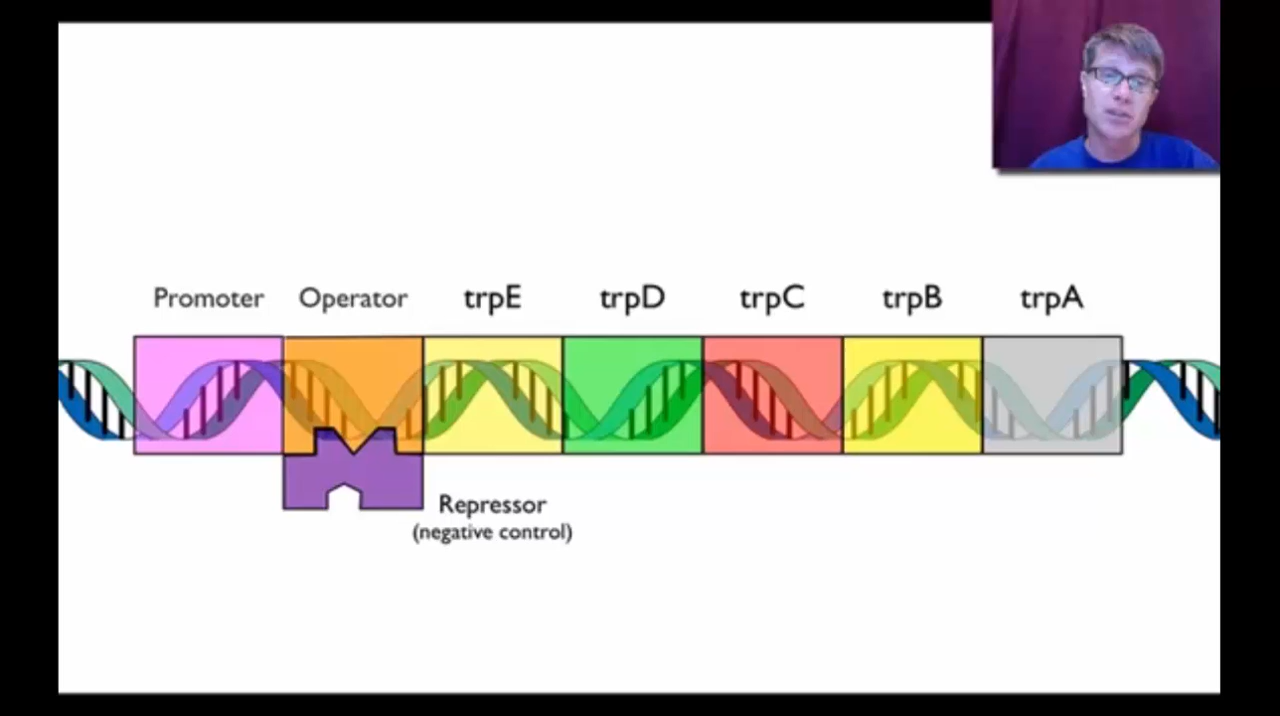 Promoter
Operator
trpE
trpD
trpC
trpB
trpA
Repressor
(negative control)